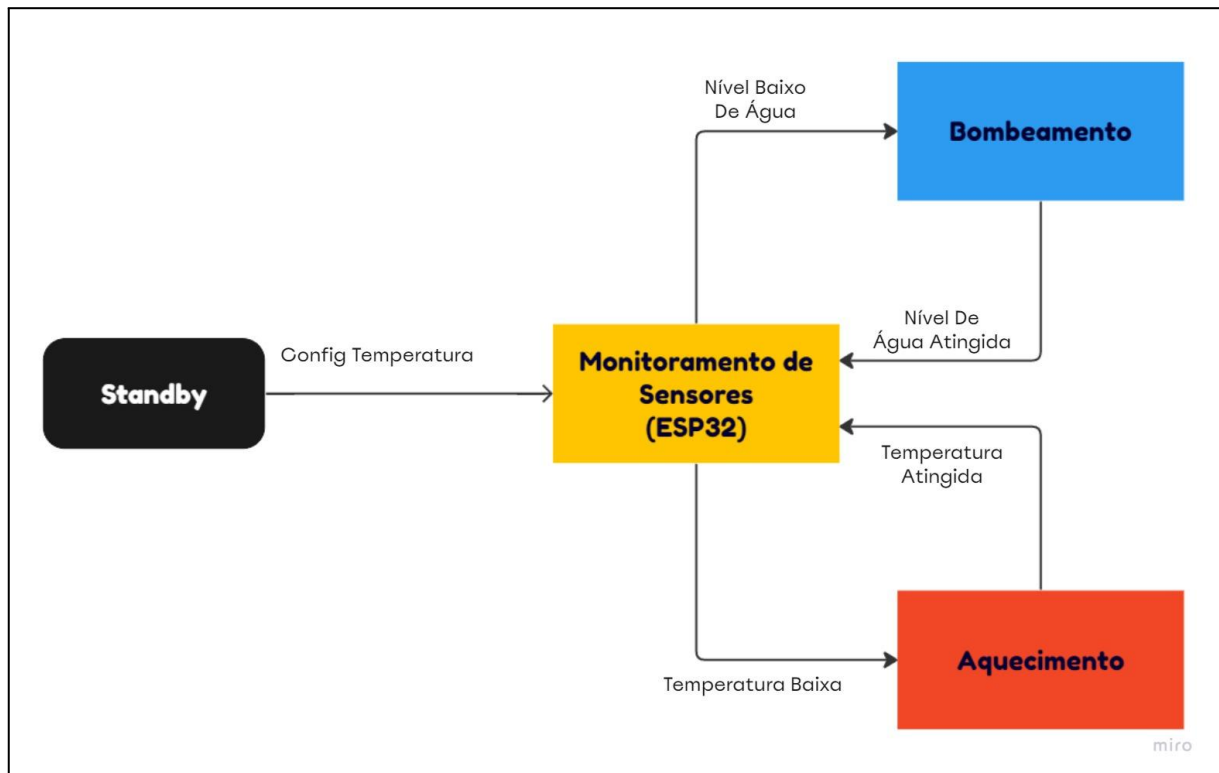 Nível Baixo
De Água
Bombeamento
Nível De
Água Atingida
Config Temperatura
Standby
Monitoramento de
Sensores
(ESP32)
Temperatura
Atingida
Temperatura Baixa
Aquecimento
miro